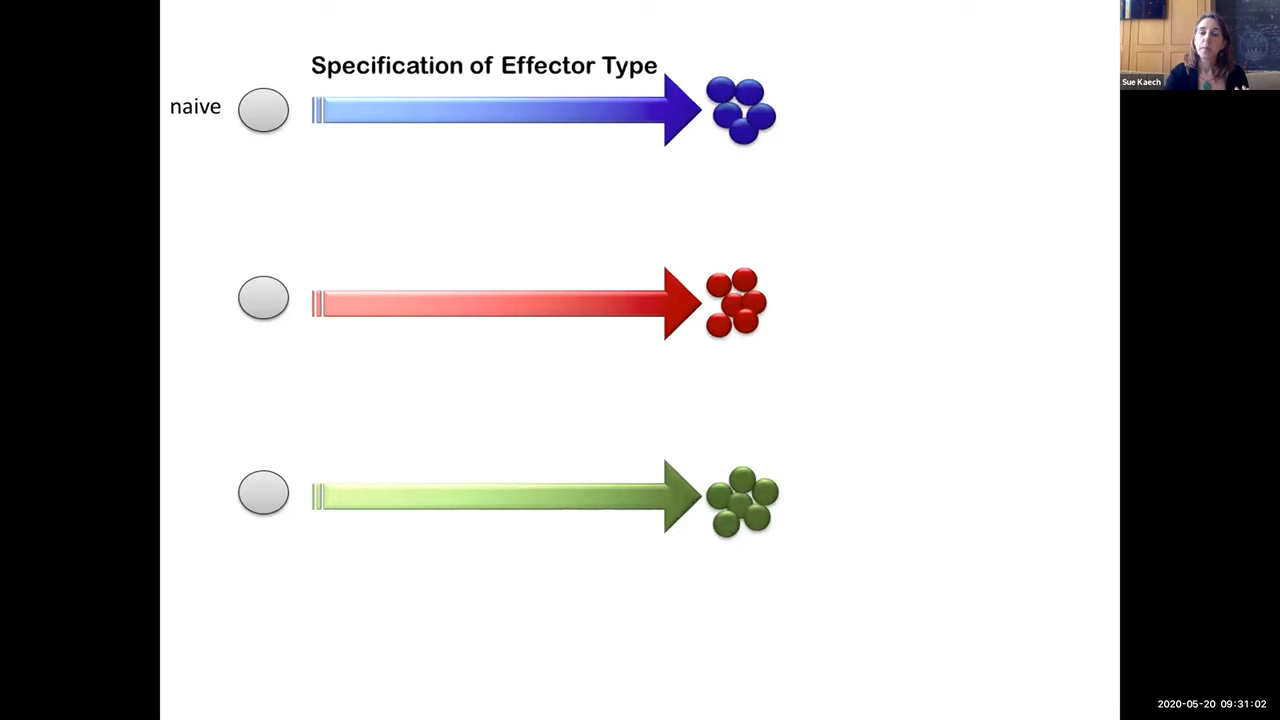 Specification of Effector Type
naive
Sue Kaech
2020-05-20 09:31:02